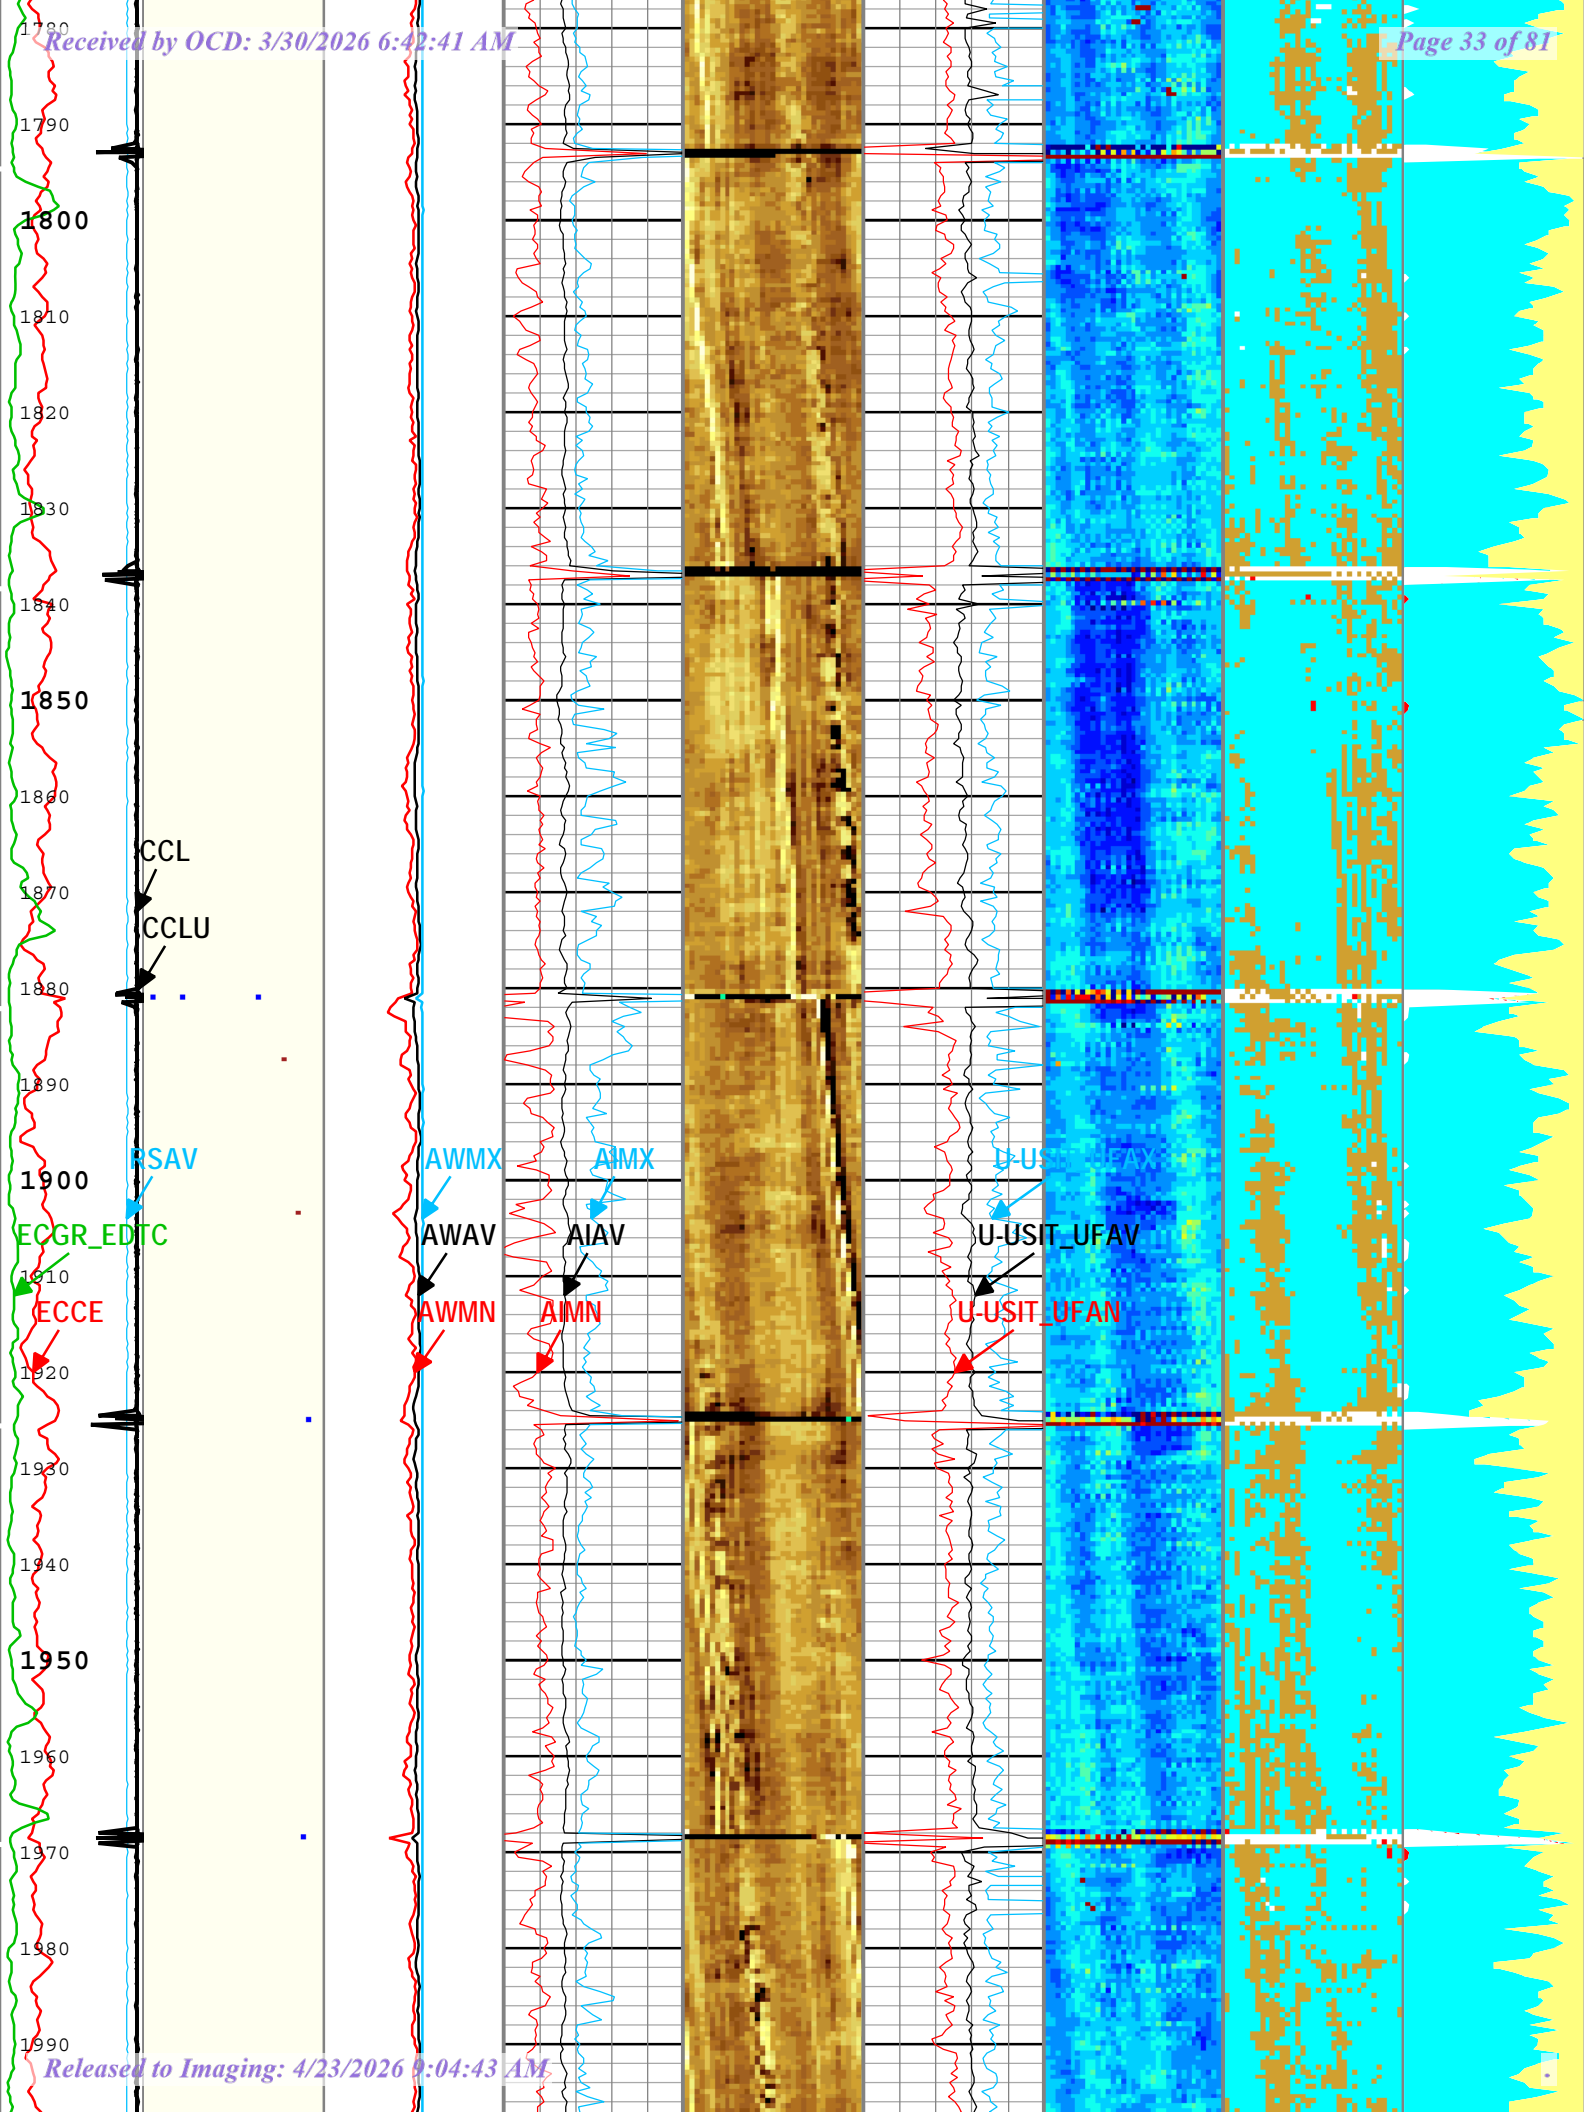 1780
Received by OCD: 3/30/2026 6:42:41 AM
Page 33 of 81
1790
1800
1810
1820
1830
1840
1850
CCL
1860
1870
CCLU
1880
1890
RSAV
AWMX
AIMX
1900
ECGR_EDTC
AWAV
AIAV
U-USIT_UFAV
1910
ECCE
AWMN
AIMN
U-USIT_UFAN
1920
1930
1940
1950
1960
1970
1980
1990
Released to Imaging: 4/23/2026 9:04:43 AM